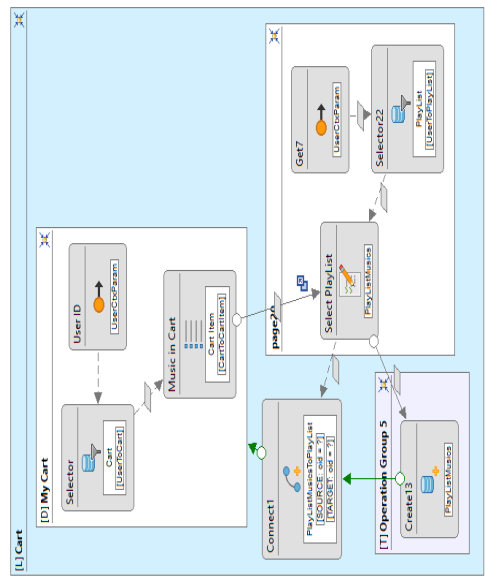 [L] Cart
[D] My Cart
User ID
UserCtxParam
Selector
Cart
[UserToCart]
Music in Cart
Cart Item
[CartToCartItem]
page20
Get7
UserCtxParam
Selector22
PlayList
[UserToPlayList]
Select PlayList
PlayListMusics
Connect1
PlayListMusicsToPlayList
[SOURCE: oid = ?]
[TARGET: oid = ?]
[T] Operation Group 5
Create13
PlayListMusics